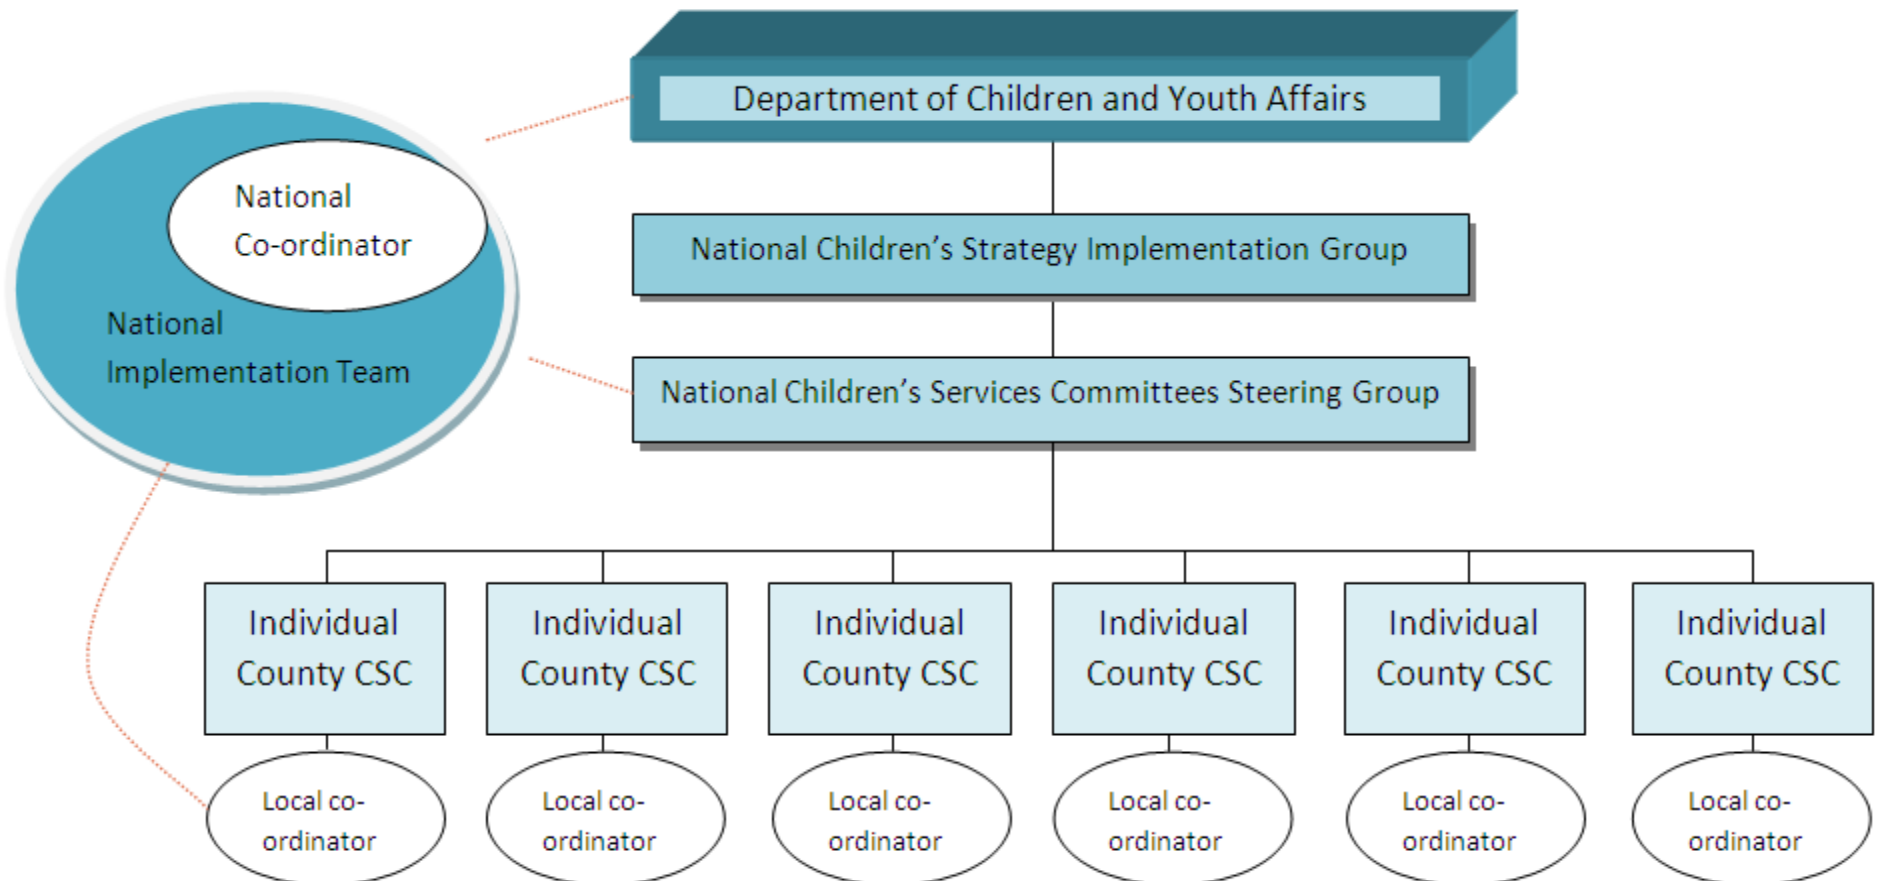 Department of Children and Youth Affairs
National
Co-ordinator
National Children’s Strategy Implementation Group
National
Implementation Team
National Children’s Services Committees Steering Group
Individual
County CSC
Individual
County CSC
Individual
County CSC
Individual
County CSC
Individual
County CSC
Individual
County CSC
Local co-
ordinator
Local co-
ordinator
Local co-
ordinator
Local co-
ordinator
Local co-
ordinator
Local co-
ordinator